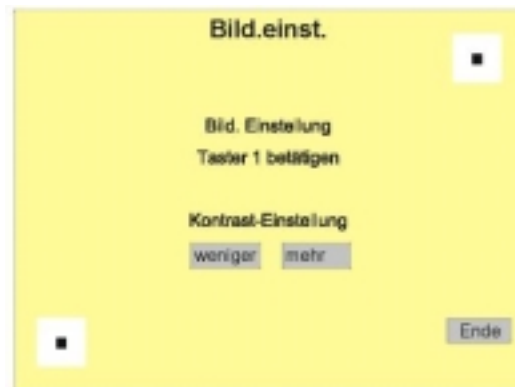 Bild.einst.
Bild. Einstellung
Taster 1 betätigen
Kontrast-Einstellung
weniger mehr
Ende